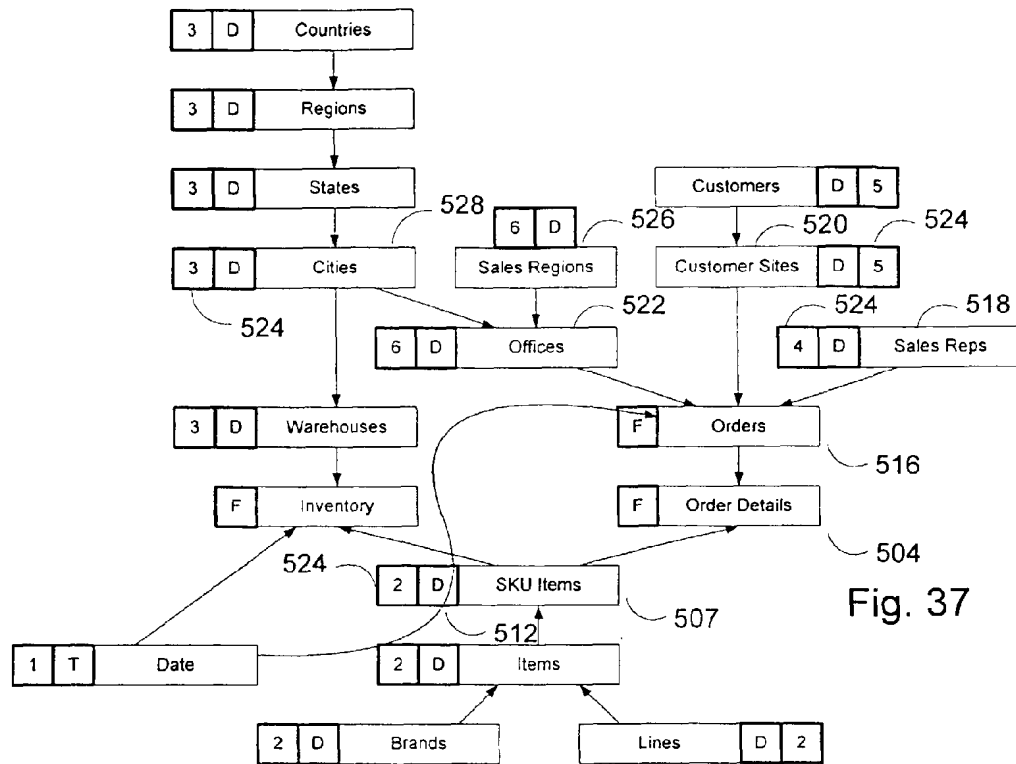 3 D Countries
3 D Regions
3 D States
Customers D 5
528
6 D
526
520
524
3 D Cities
Sales Regions
Customer Sites D 5
524
522
524
518
6 D Offices
4 D Sales Reps
3 D Warehouses
F Orders
516
F Inventory
F Order Details
504
524
2 D SKU Items
507
Fig. 37
512
1 T Date
2 D Items
2 D Brands
Lines D 2